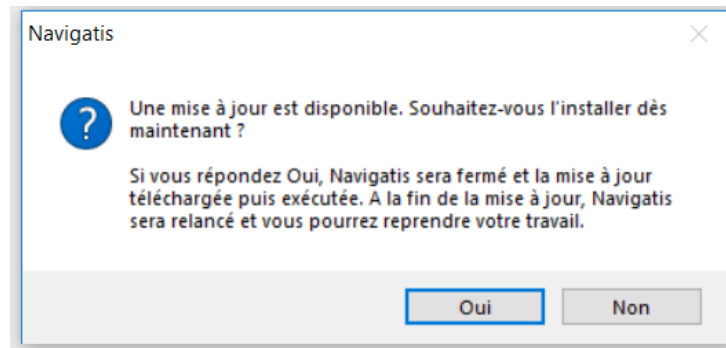 Navigatis
Une mise à jour est disponible. Souhaitez-vous l'installer dès
maintenant ?
Si vous répondez Oui, Navigatis sera fermé et la mise à jour
téléchargée puis exécutée. A la fin de la mise à jour, Navigatis
sera relancé et vous pourrez reprendre votre travail.
Oui
Non